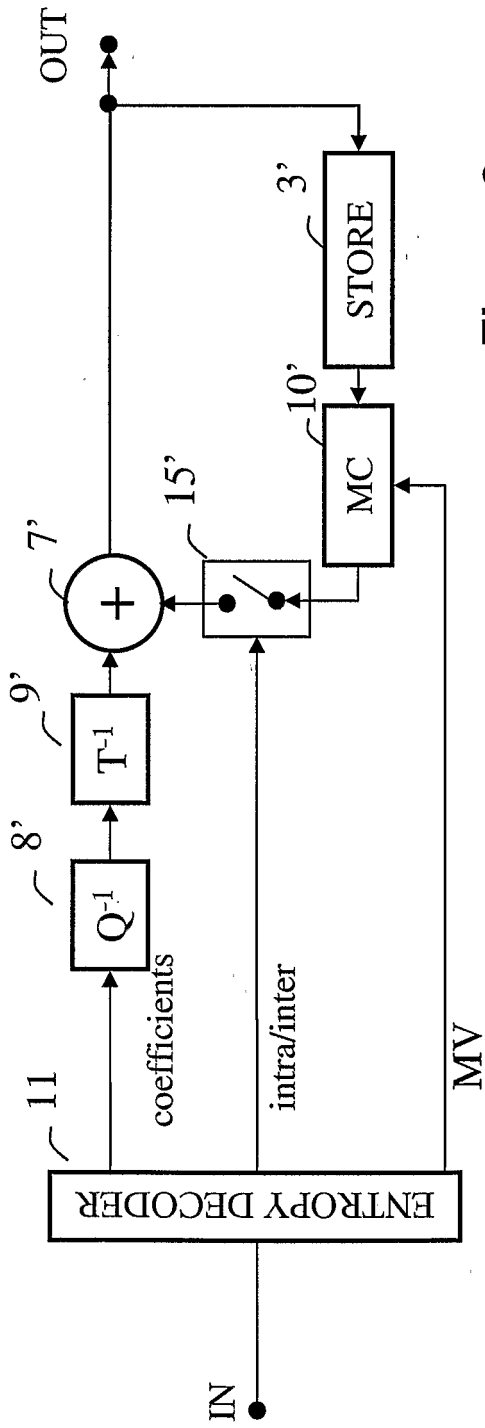 IN
ENTROPY DECODER
11
coefficients
intra/inter
MV
8'
Q-1
9'
T-1
7'
+
15'
10'
MC
3'
STORE
OUT